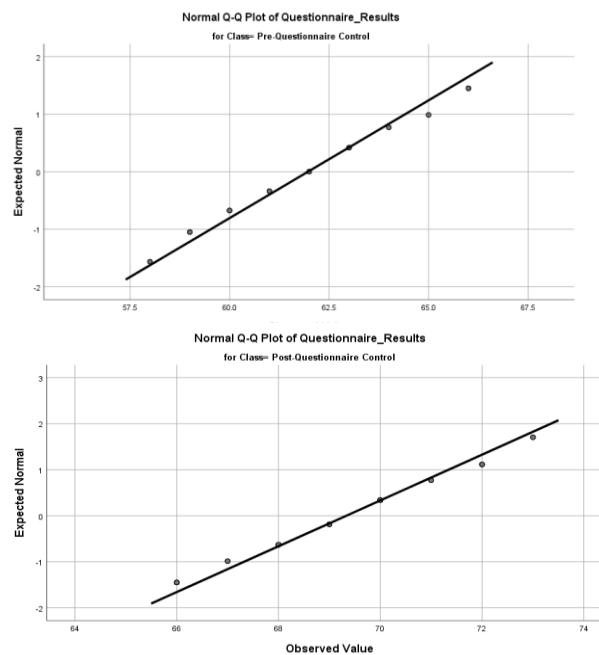 Normal Q-Q Plot of Questionnaire_Results
for Class= Pre-Questionnaire Control
2
1
0
-1
-2
Expected Normal
57.5 60.0 62.5 65.0 67.5
Normal Q-Q Plot of Questionnaire_Results
for Class= Post-Questionnaire Control
3
2
1
0
-1
-2
Expected Normal
64 66 68 70 72 74
Observed Value